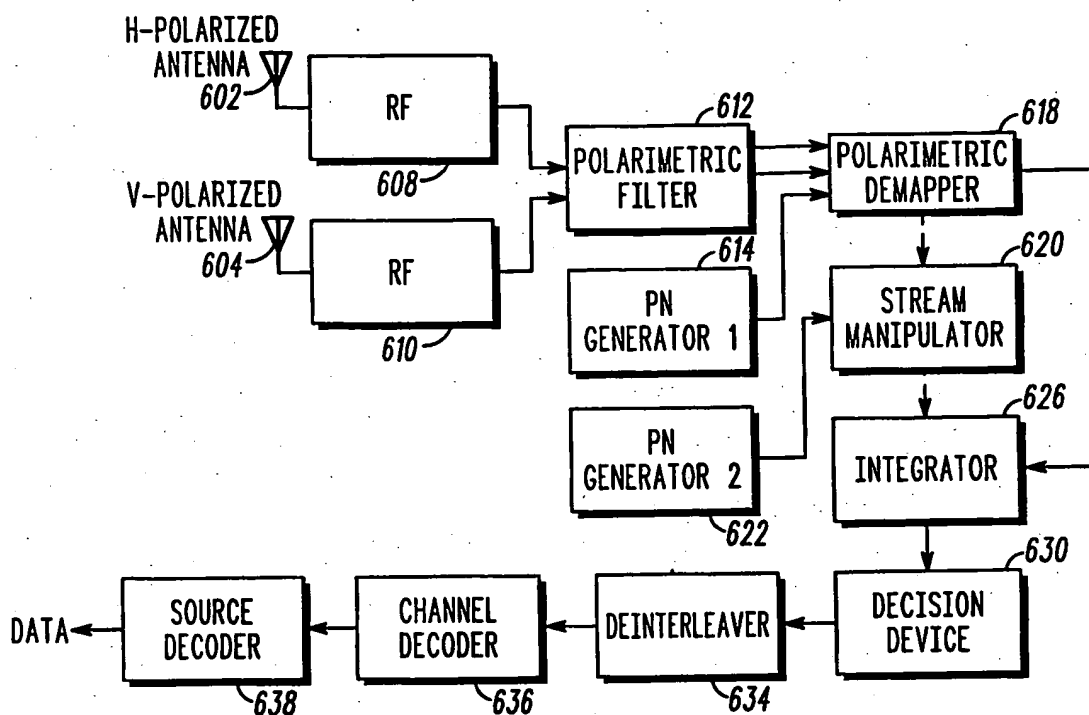 H-POLARIZED
ANTENNA
602
RF
608
V-POLARIZED
ANTENNA
604
RF
610
612
POLARIMETRIC
FILTER
618
POLARIMETRIC
DEMAPPER
614
PN
GENERATOR 1
620
STREAM
MANIPULATOR
PN
GENERATOR 2
622
626
INTEGRATOR
630
DECISION
DEVICE
DEINTERLEAVER
634
CHANNEL
DECODER
636
SOURCE
DECODER
638
DATA